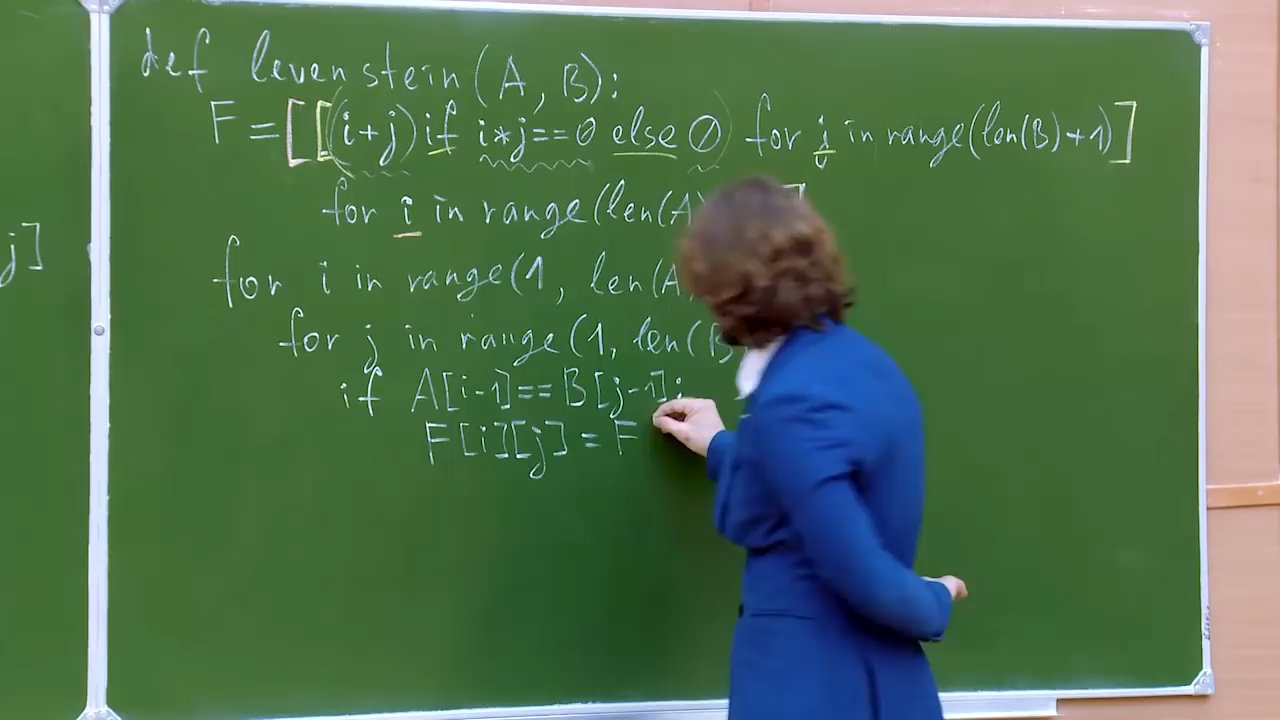 def levenstein(A, B):
F = [[(i+j) if i*j==0 else 0) for j in range(len(B)+1)]
for i in range(len(A) ]
j]
for i in range(1, len(A
for j in range(1, len(B
if A[i-1]==B[j-1]:
F[i][j] = F